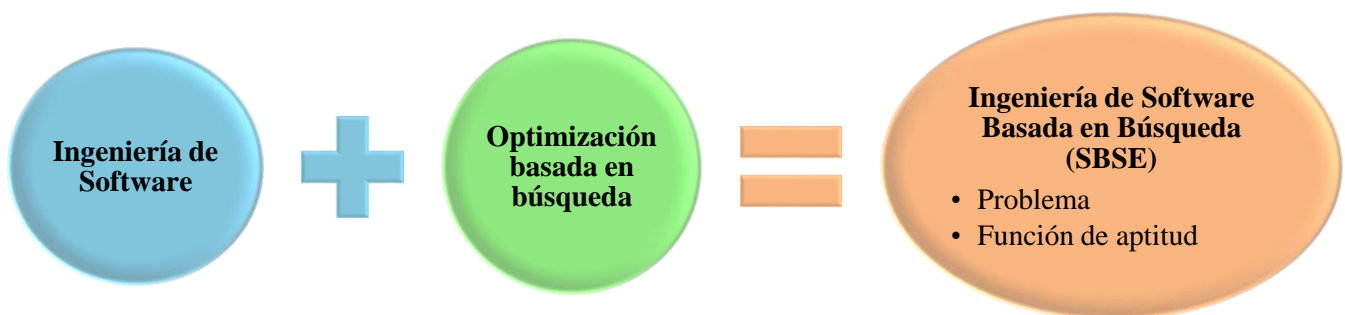 Ingeniería de
Software
Optimización
basada en
búsqueda
Ingeniería de Software
Basada en Búsqueda
(SBSE)
• Problema
• Función de aptitud